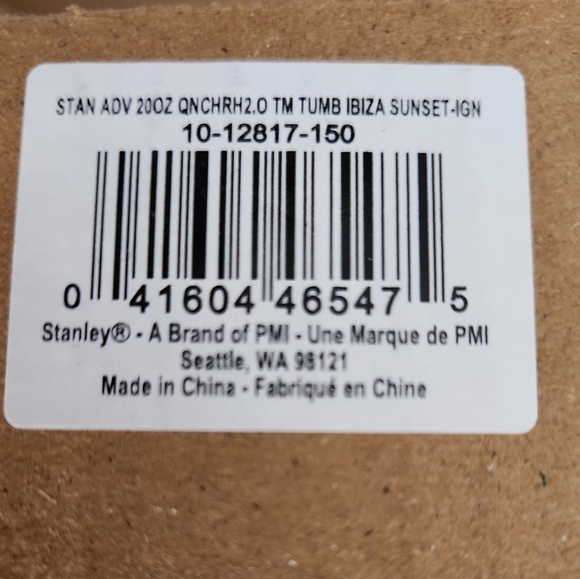 STAN ADV 20OZ QNCHRH2.O TM TUMB IBIZA SUNSET-IGN
10-12817-150
0 41604 46547 5
Stanley® - A Brand of PMI - Une Marque de PMI
Seattle, WA 98121
Made in China - Fabriqué en Chine